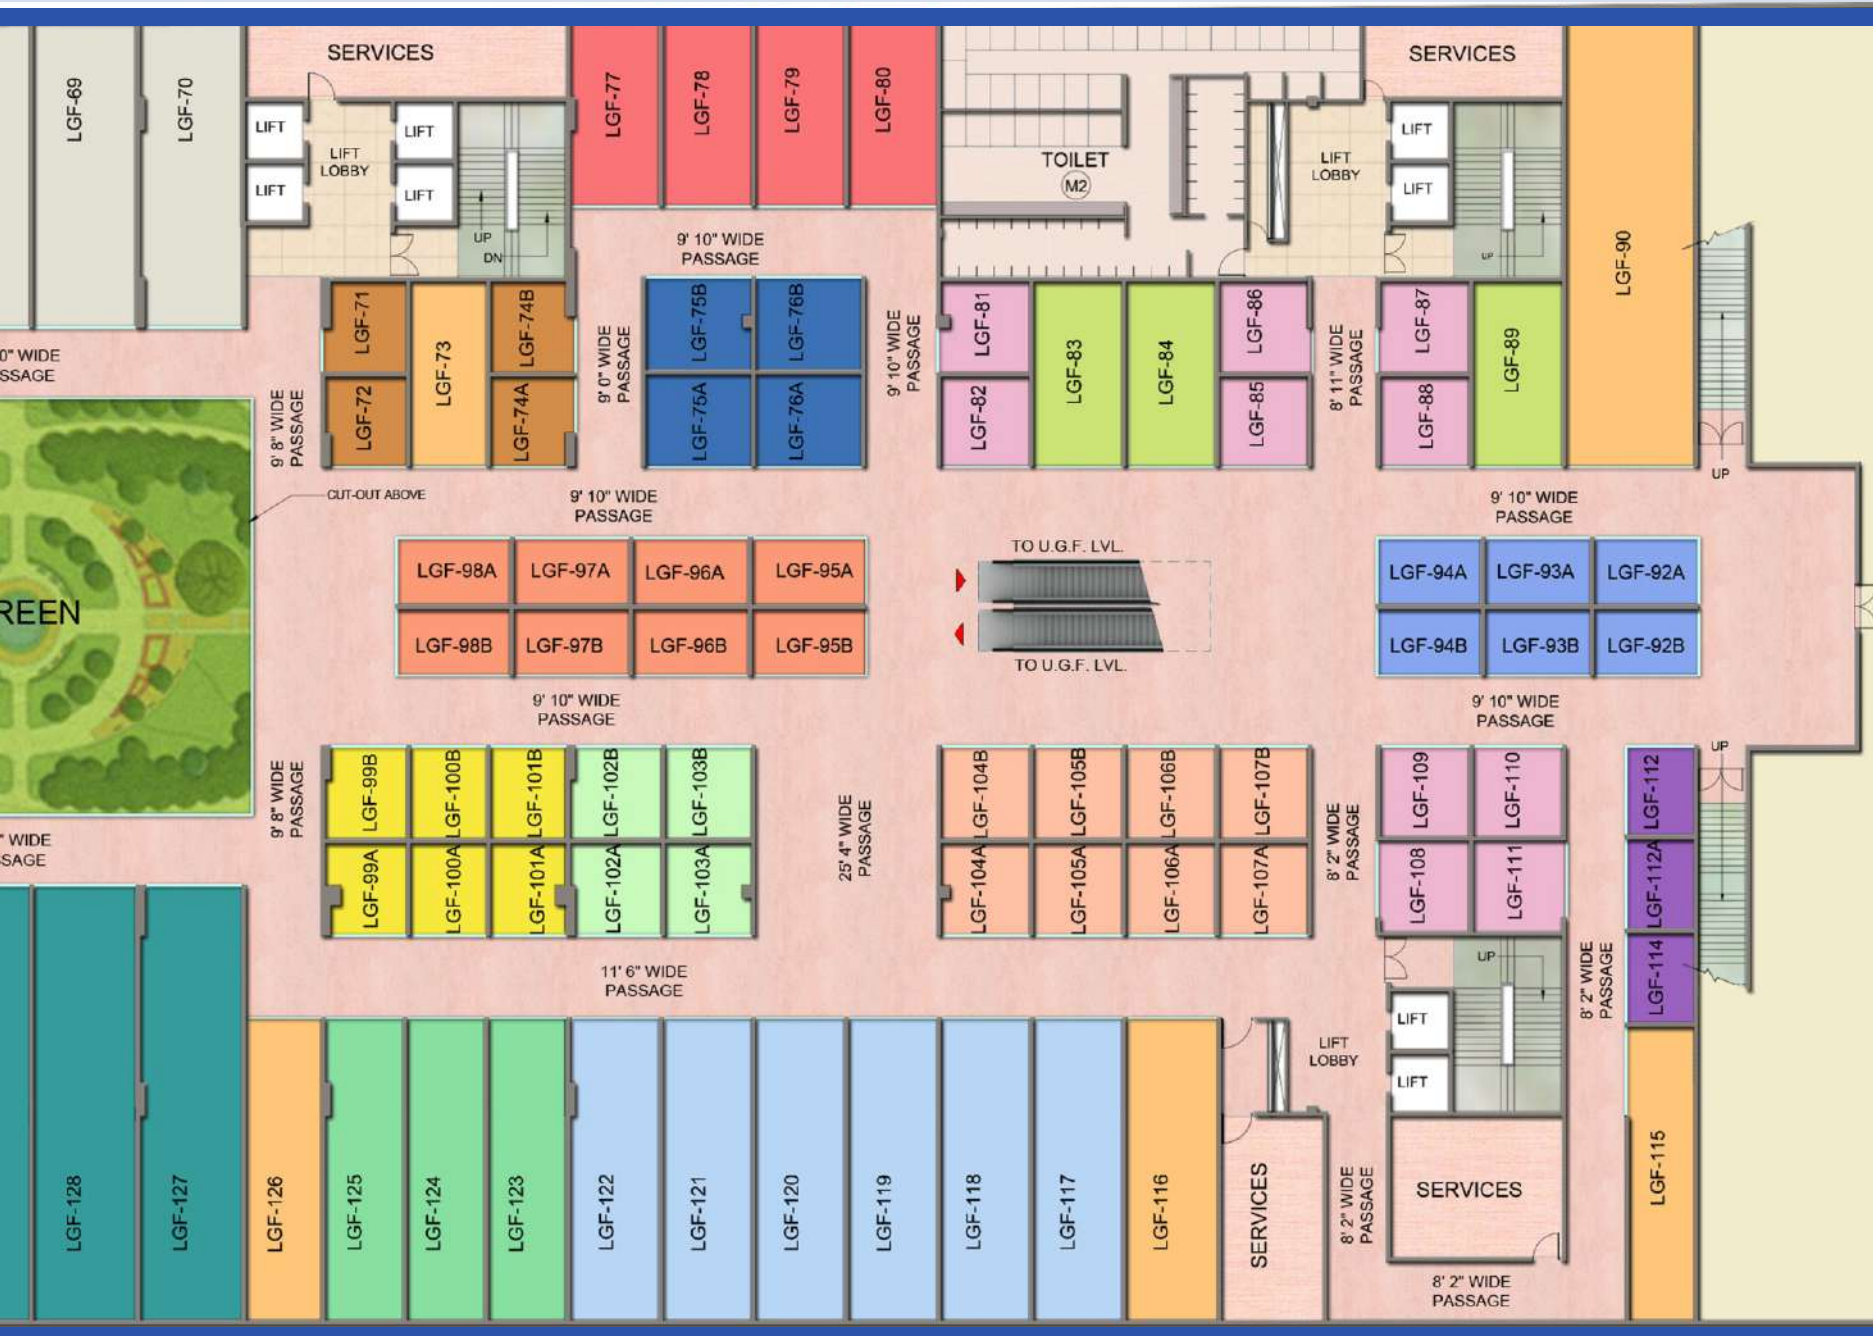 SERVICES
SERVICES
LGF-69
LGF-70
LIFT
LIFT
LIFT
LOBBY
LIFT
LIFT
UP
DN
LGF-77
LGF-78
LGF-79
LGF-80
TOILET
M2
LIFT
LOBBY
LIFT
LIFT
UP
LGF-90
9' 10" WIDE
PASSAGE
0" WIDE
SSAGE
9' 8" WIDE
PASSAGE
LGF-71
LGF-72
LGF-73
LGF-74B
LGF-74A
9' 0" WIDE
PASSAGE
LGF-75B
LGF-76B
LGF-75A
LGF-76A
9' 10" WIDE
PASSAGE
LGF-81
LGF-82
LGF-83
LGF-84
LGF-86
LGF-85
8' 11" WIDE
PASSAGE
LGF-87
LGF-88
LGF-89
UP
CUT-OUT ABOVE
9' 10" WIDE
PASSAGE
9' 10" WIDE
PASSAGE
REEN
LGF-98A
LGF-97A
LGF-96A
LGF-95A
LGF-98B
LGF-97B
LGF-96B
LGF-95B
TO U.G.F. LVL.
TO U.G.F. LVL.
LGF-94A
LGF-93A
LGF-92A
LGF-94B
LGF-93B
LGF-92B
9' 10" WIDE
PASSAGE
9' 10" WIDE
PASSAGE
UP
" WIDE
SAGE
9' 8" WIDE
PASSAGE
LGF-99B
LGF-100B
LGF-101B
LGF-102B
LGF-103B
LGF-99A
LGF-100A
LGF-101A
LGF-102A
LGF-103A
25' 4" WIDE
PASSAGE
LGF-104B
LGF-105B
LGF-106B
LGF-107B
LGF-104A
LGF-105A
LGF-106A
LGF-107A
8' 2" WIDE
PASSAGE
LGF-109
LGF-110
LGF-108
LGF-111
LGF-112
LGF-112A
LGF-114
11' 6" WIDE
PASSAGE
UP
8' 2" WIDE
PASSAGE
LIFT
LIFT
LOBBY
LIFT
LGF-128
LGF-127
LGF-126
LGF-125
LGF-124
LGF-123
LGF-122
LGF-121
LGF-120
LGF-119
LGF-118
LGF-117
LGF-116
SERVICES
8' 2" WIDE
PASSAGE
SERVICES
LGF-115
8' 2" WIDE
PASSAGE